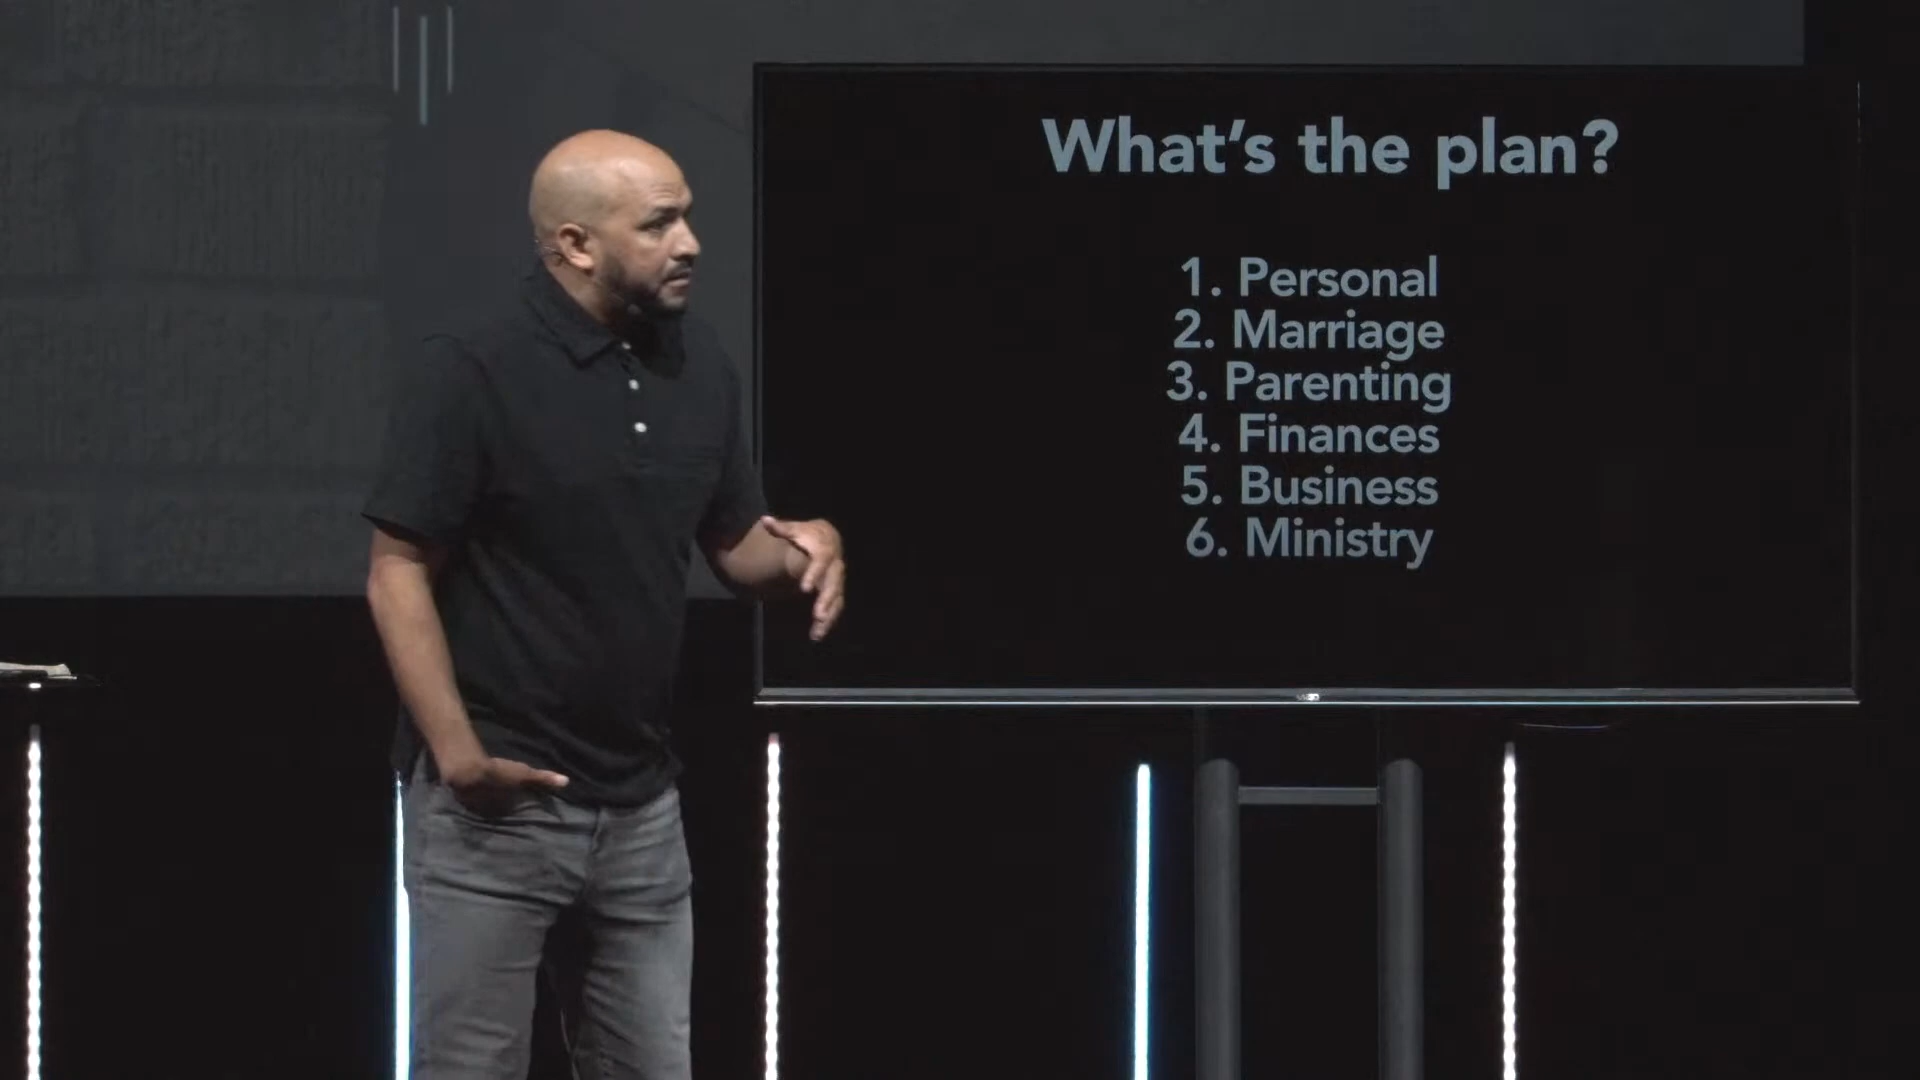 What's the plan?
1. Personal
2. Marriage
3. Parenting
4. Finances
5. Business
6. Ministry